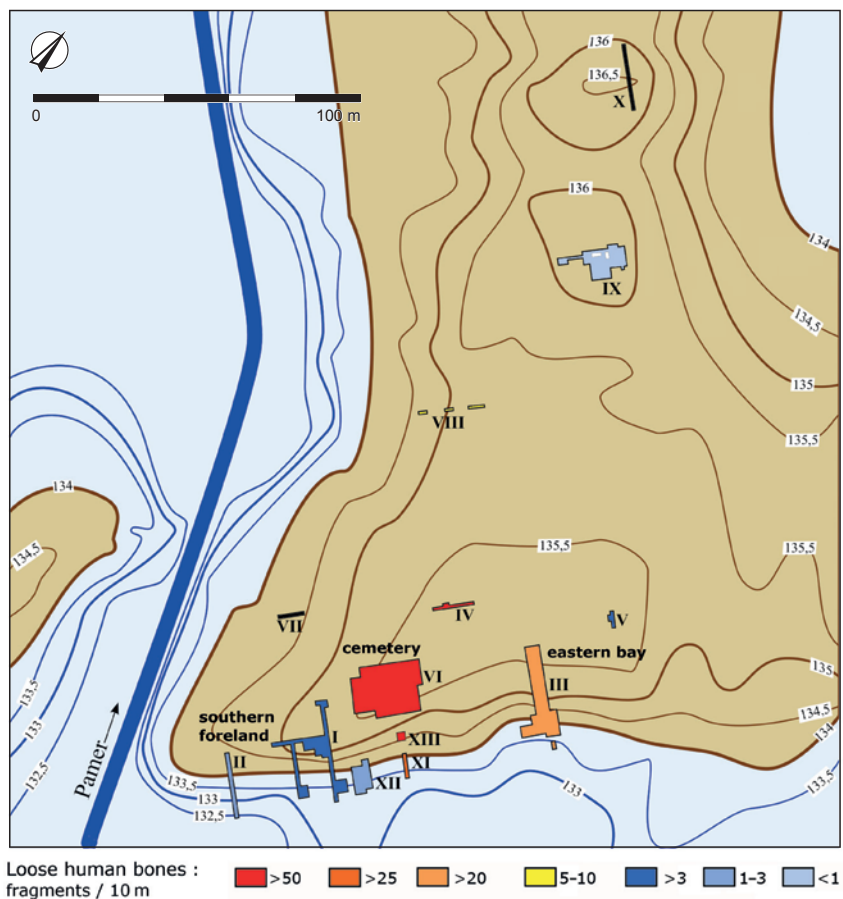 136
136,5
X
0 100 m
136
134
IX
134,5
135
VIII
135,5
134
134,5
135,5
135,5
IV
V
VII
cemetery
eastern bay
VI
135
III
southern
foreland
134,5
I
XIII
134
II
XI
133,5
133
132,5
Pamer
133,5
133
132,5
XII
133
133,5
Loose human bones :
fragments / 10 m
>50 >25 >20 5-10 >3 1-3 <1